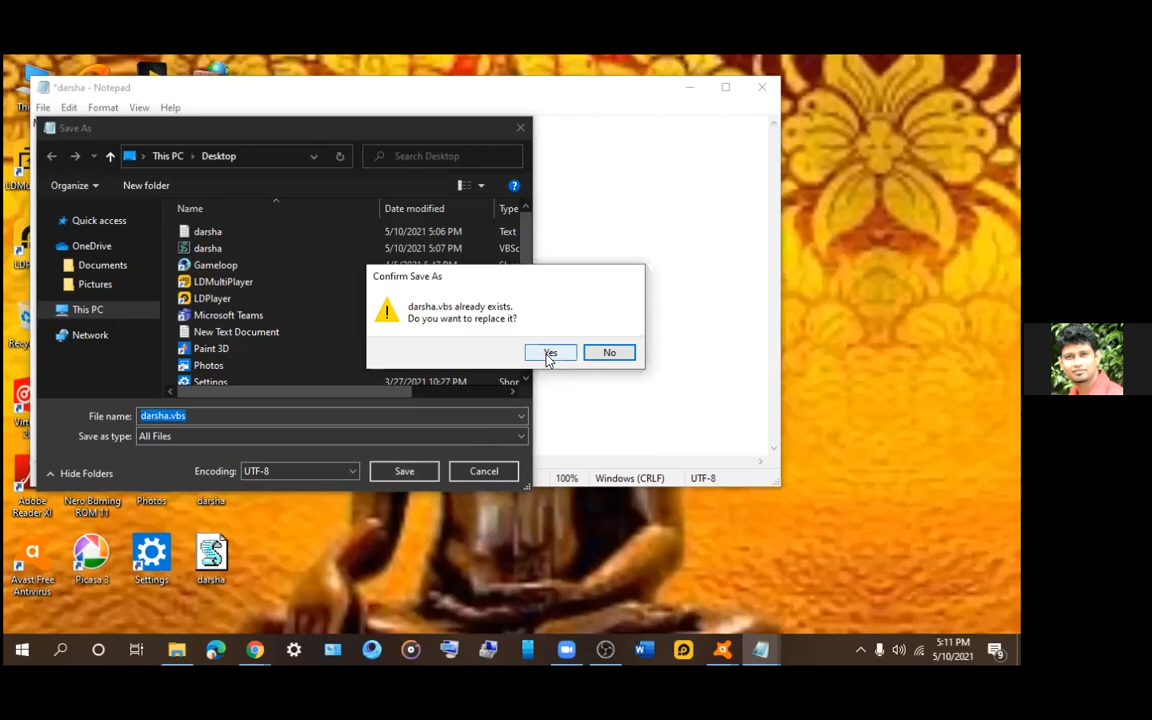 *darsha - Notepad
File Edit Format View Help
Save As
This PC Desktop
Search Desktop
Organize New folder
Name Date modified Type
Quick access
OneDrive
Documents
Pictures
This PC
Network
darsha 5/10/2021 5:06 PM Text
darsha 5/10/2021 5:07 PM VBSc
Gameloop
LDMultiPlayer
LDPlayer
Microsoft Teams
New Text Document
Paint 3D
Photos
Settings 3/27/2021 10:27 PM Shor
Confirm Save As
darsha.vbs already exists.
Do you want to replace it?
Yes No
File name: darsha.vbs
Save as type: All Files
Hide Folders
Encoding: UTF-8
Save Cancel
100% Windows (CRLF) UTF-8
Adobe
Reader XI
Nero Burning
ROM 11
Photos
darsha
Avast Free
Antivirus
Picasa 3
Settings
darsha
5:11 PM
5/10/2021
9